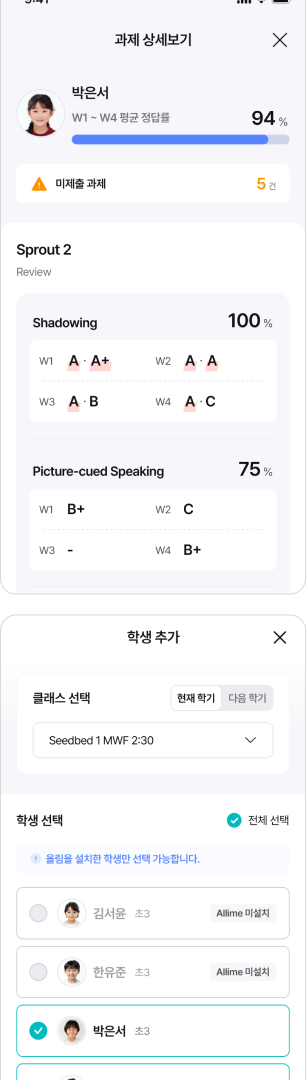 9:41
과제 상세보기
박은서
W1 ~ W4 평균 정답률 94 %
미제출 과제 5 건
Sprout 2
Review
Shadowing 100 %
W1 A · A+ W2 A · A
W3 A · B W4 A · C
Picture-cued Speaking 75 %
W1 B+ W2 C
W3 - W4 B+
학생 추가
클래스 선택 현재 학기 다음 학기
Seedbed 1 MWF 2:30
학생 선택 전체 선택
올림을 설치한 학생만 선택 가능합니다.
김서윤 초3 Allime 미설치
한유준 초3 Allime 미설치
박은서 초3